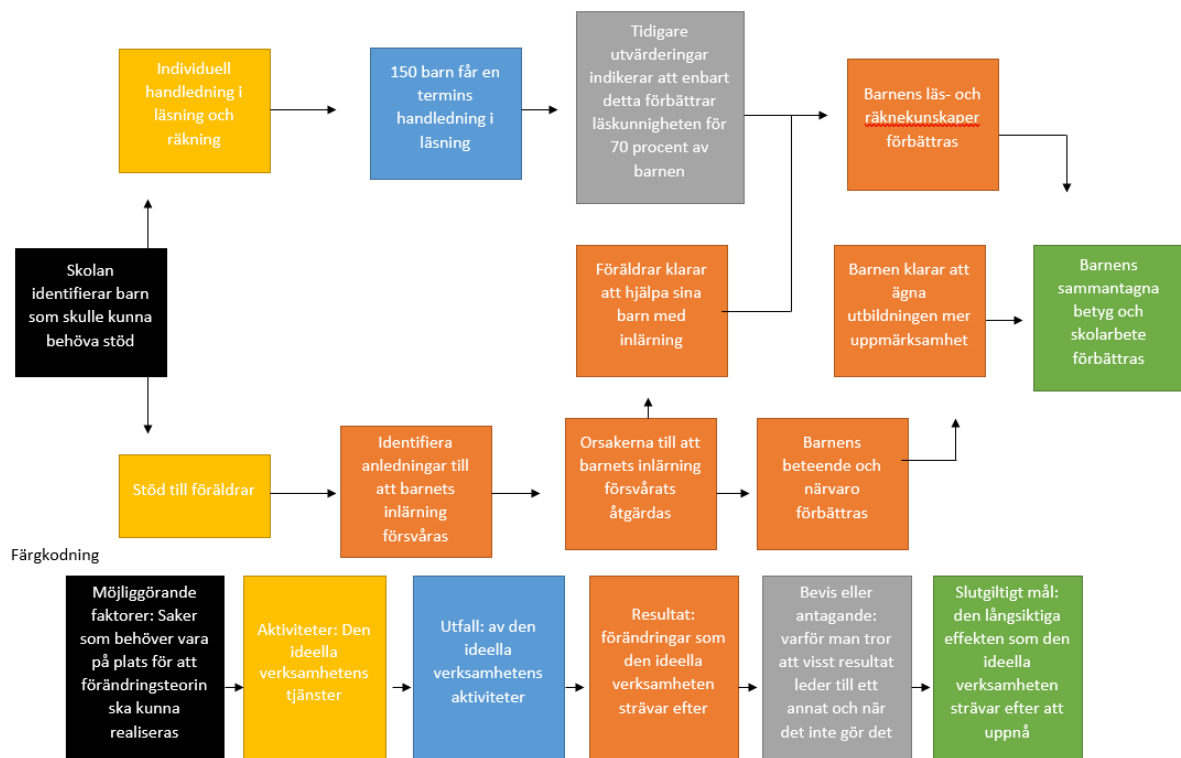 Individuell
handledning i
läsning och
räkning
150 barn får en
termins
handledning i
läsning
Tidigare
utvärderingar
indikerar att enbart
detta förbättrar
läskunnigheten för
70 procent av
barnen
Barnens läs- och
räknekunskaper
förbättras
Skolan
identifierar barn
som skulle kunna
behöva stöd
Föräldrar klarar
att hjälpa sina
barn med
inlärning
Barnen klarar att
ägna
utbildningen mer
uppmärksamhet
Barnens
sammantagna
betyg och
skolarbete
förbättras
Stöd till föräldrar
Identifiera
anledningar till
att barnets
inlärning
försvåras
Orsakerna till att
barnets inlärning
försvårats
åtgärdas
Barnens
beteende och
närvaro
förbättras
Färgkodning
Möjliggörande
faktorer: Saker
som behöver vara
på plats för att
förändringsteorin
ska kunna
realiseras
Aktiviteter: Den
ideella
verksamhetens
tjänster
Utfall: av den
ideella
verksamhetens
aktiviteter
Resultat:
förändringar som
den ideella
verksamheten
strävar efter
Bevis eller
antagande:
varför man tror
att visst resultat
leder till ett
annat och när
det inte gör det
Slutgiltigt mål:
den långsiktiga
effekten som den
ideella
verksamheten
strävar efter att
uppnå